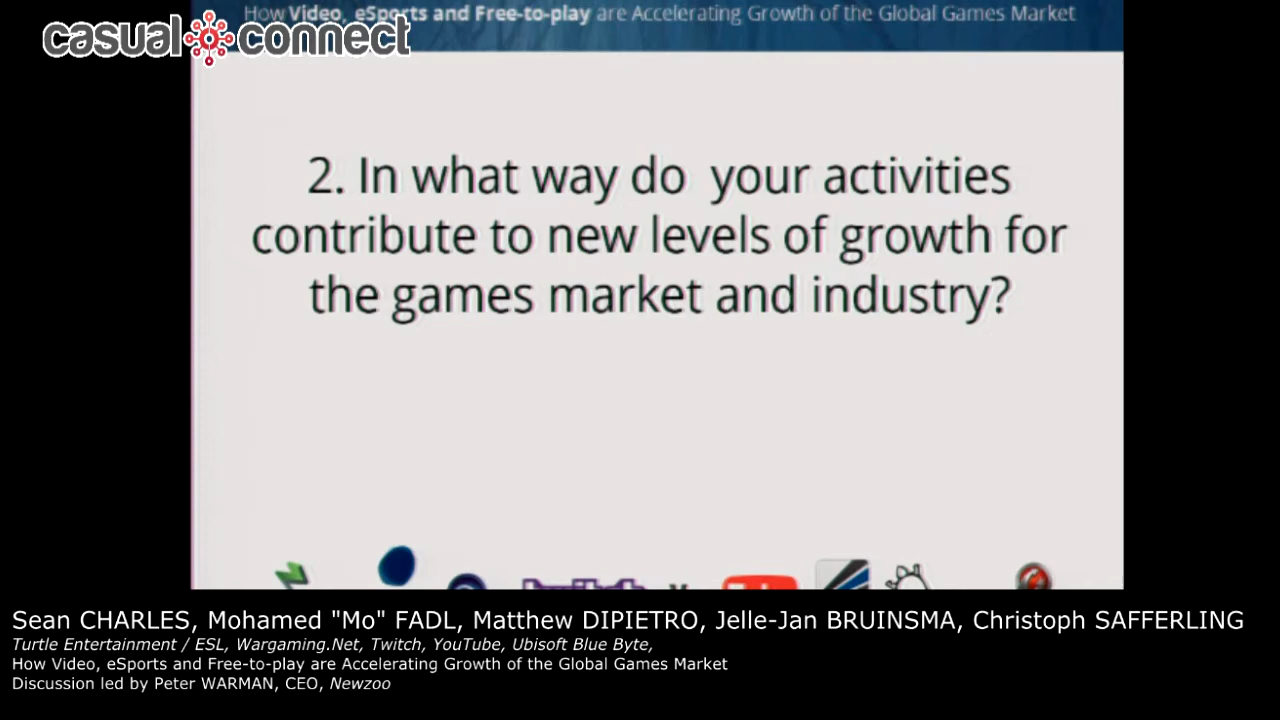 How Video, eSports and Free-to-play are Accelerating Growth of the Global Games Market
casual connect
2. In what way do your activities
contribute to new levels of growth for
the games market and industry?
Sean CHARLES, Mohamed "Mo" FADL, Matthew DIPIETRO, Jelle-Jan BRUINSMA, Christoph SAFFERLING
Turtle Entertainment / ESL, Wargaming.Net, Twitch, YouTube, Ubisoft Blue Byte,
How Video, eSports and Free-to-play are Accelerating Growth of the Global Games Market
Discussion led by Peter WARMAN, CEO, Newzoo